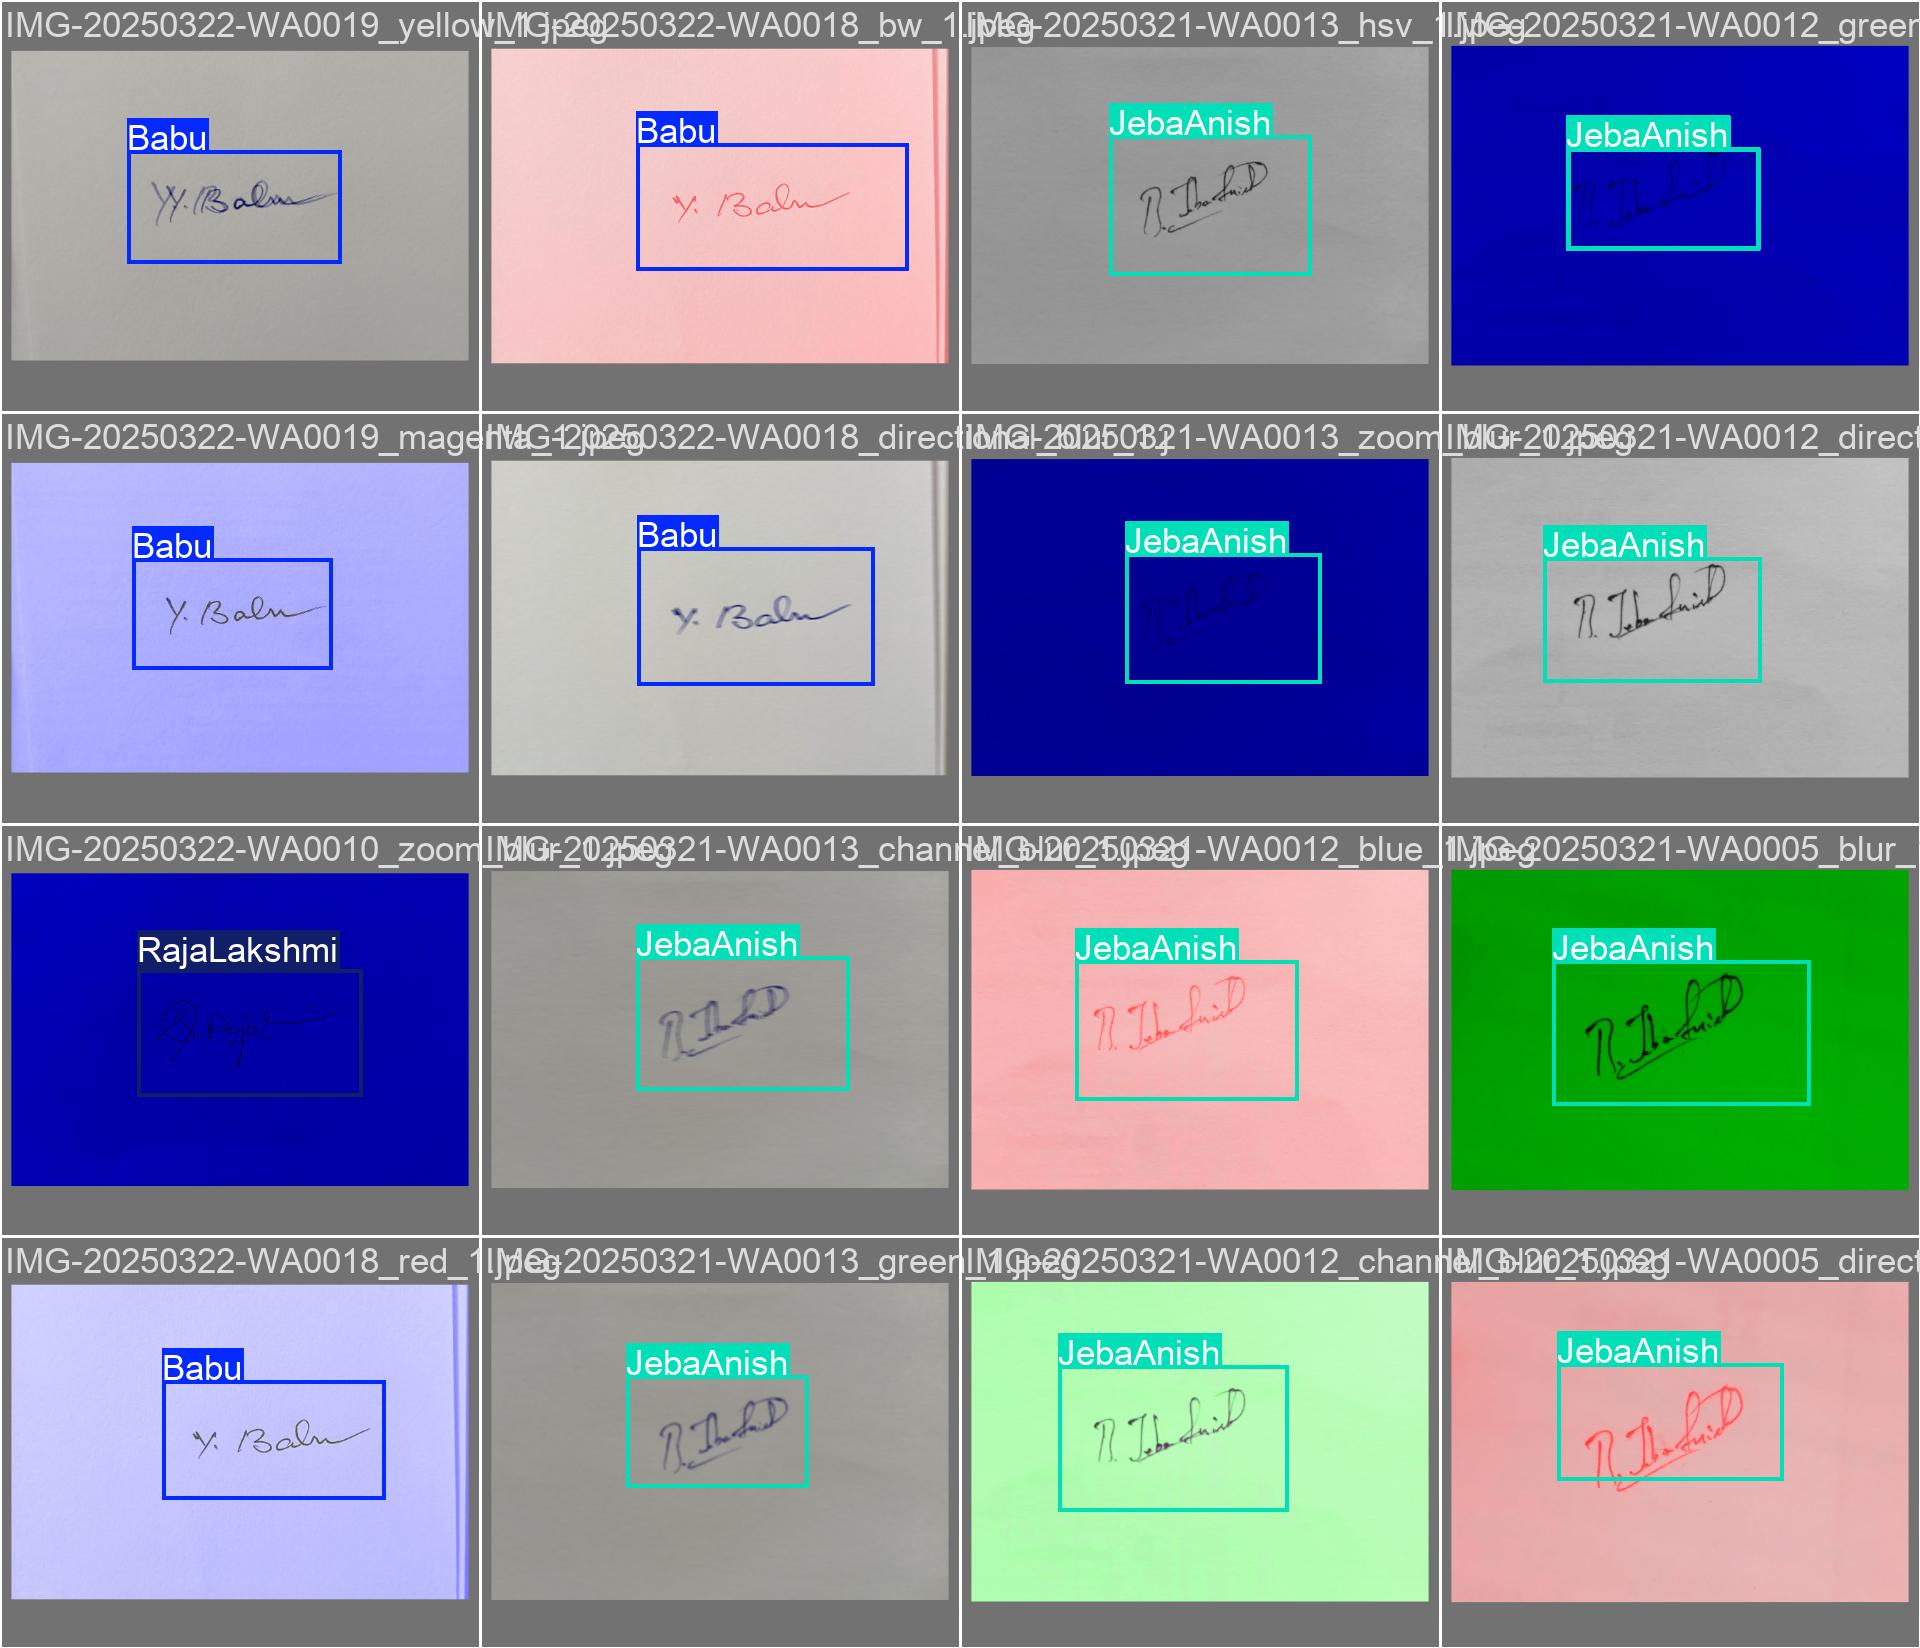 IMG-20250322-WA0019_yellow_1.jpeg
IMG-20250322-WA0018_bw_1.jpeg
IMG-20250321-WA0013_hsv_1.jpeg
IMG-20250321-WA0012_green
Babu
Y. Babu
Babu
Y. Babu
JebaAnish
R. JebaAnish
JebaAnish
R. JebaAnish
IMG-20250322-WA0019_magenta_1.jpeg
IMG-20250322-WA0018_directional_blur_1.j
IMG-20250321-WA0013_zoom_blur_1.jpeg
IMG-20250321-WA0012_direct
Babu
Y. Babu
Babu
Y. Babu
JebaAnish
JebaAnish
R. JebaAnish
IMG-20250322-WA0010_zoom_blur_1.jpeg
IMG-20250321-WA0013_channel_blur_1.jpeg
IMG-20250321-WA0012_blue_1.jpeg
IMG-20250321-WA0005_blur_
RajaLakshmi
JebaAnish
JebaAnish
R. JebaAnish
JebaAnish
R. JebaAnish
IMG-20250322-WA0018_red_1.jpeg
IMG-20250321-WA0013_green_1.jpeg
IMG-20250321-WA0012_channel_blur_1.jpeg
IMG-20250321-WA0005_direct
Babu
Y. Babu
JebaAnish
R. JebaAnish
JebaAnish
R. JebaAnish
JebaAnish
R. JebaAnish